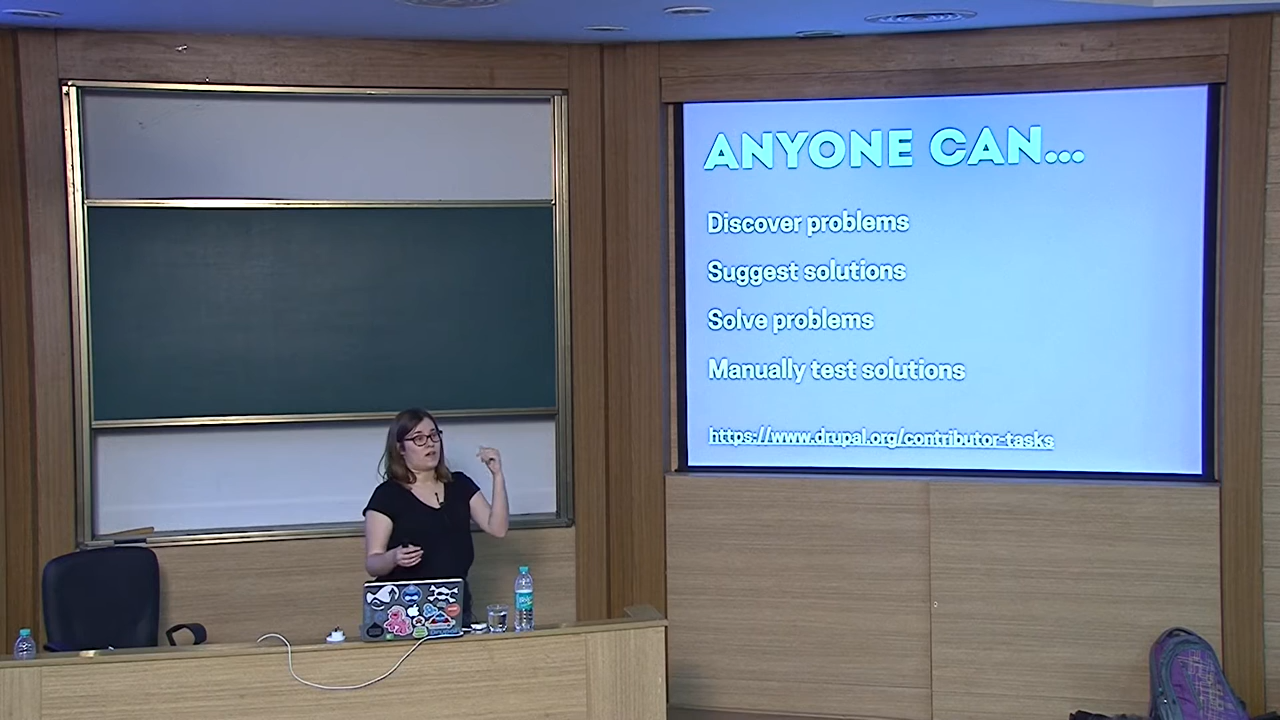 ANYONE CAN...
Discover problems
Suggest solutions
Solve problems
Manually test solutions
https://www.drupal.org/contributor-tasks